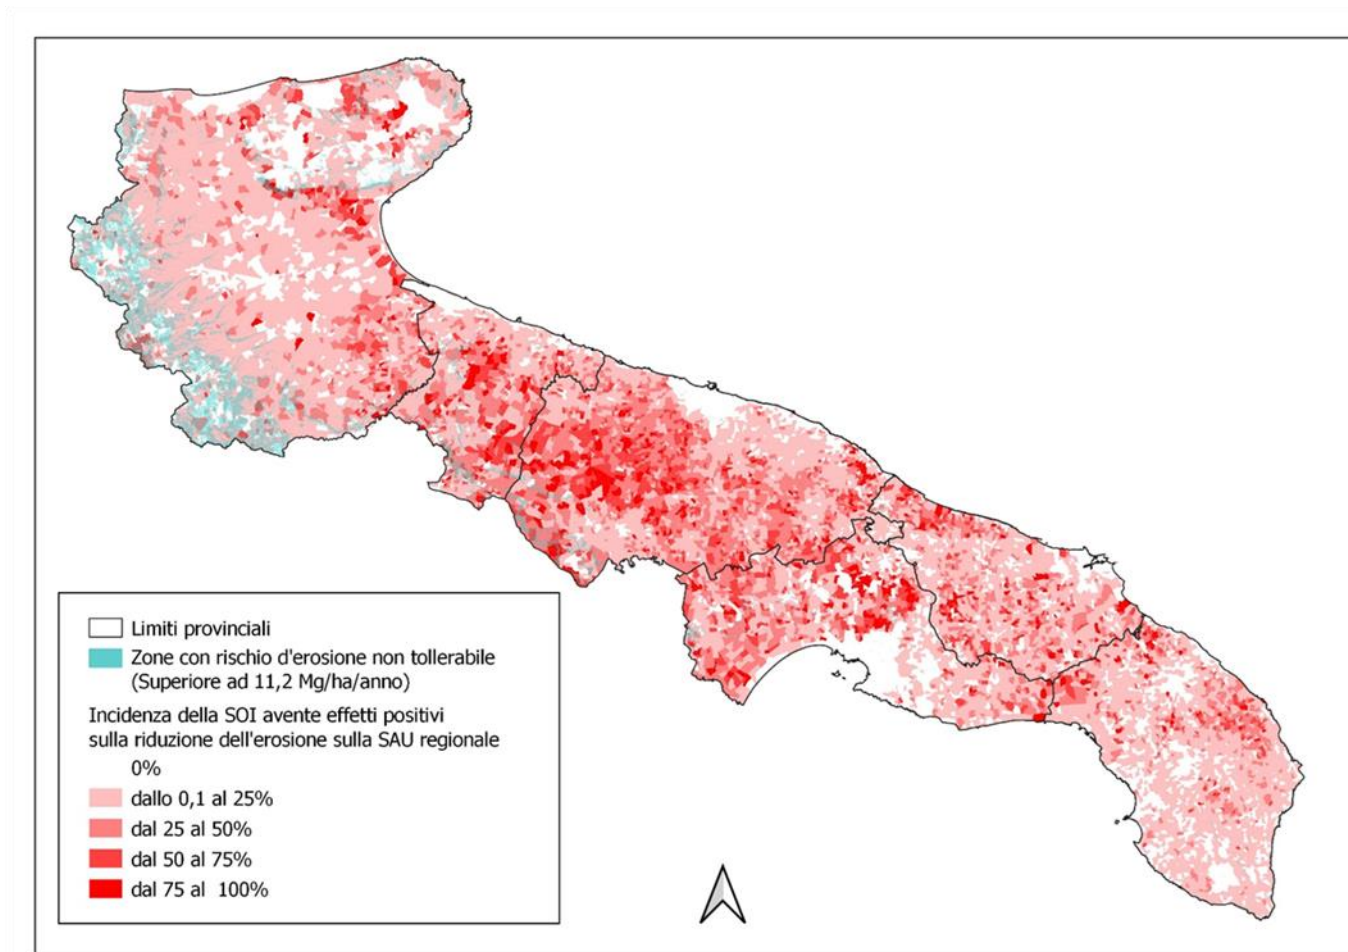 Limiti provinciali
Zone con rischio d'erosione non tollerabile
(Superiore ad 11,2 Mg/ha/anno)
Incidenza della SOI avente effetti positivi
sulla riduzione dell'erosione sulla SAU regionale
0%
dallo 0,1 al 25%
dal 25 al 50%
dal 50 al 75%
dal 75 al 100%